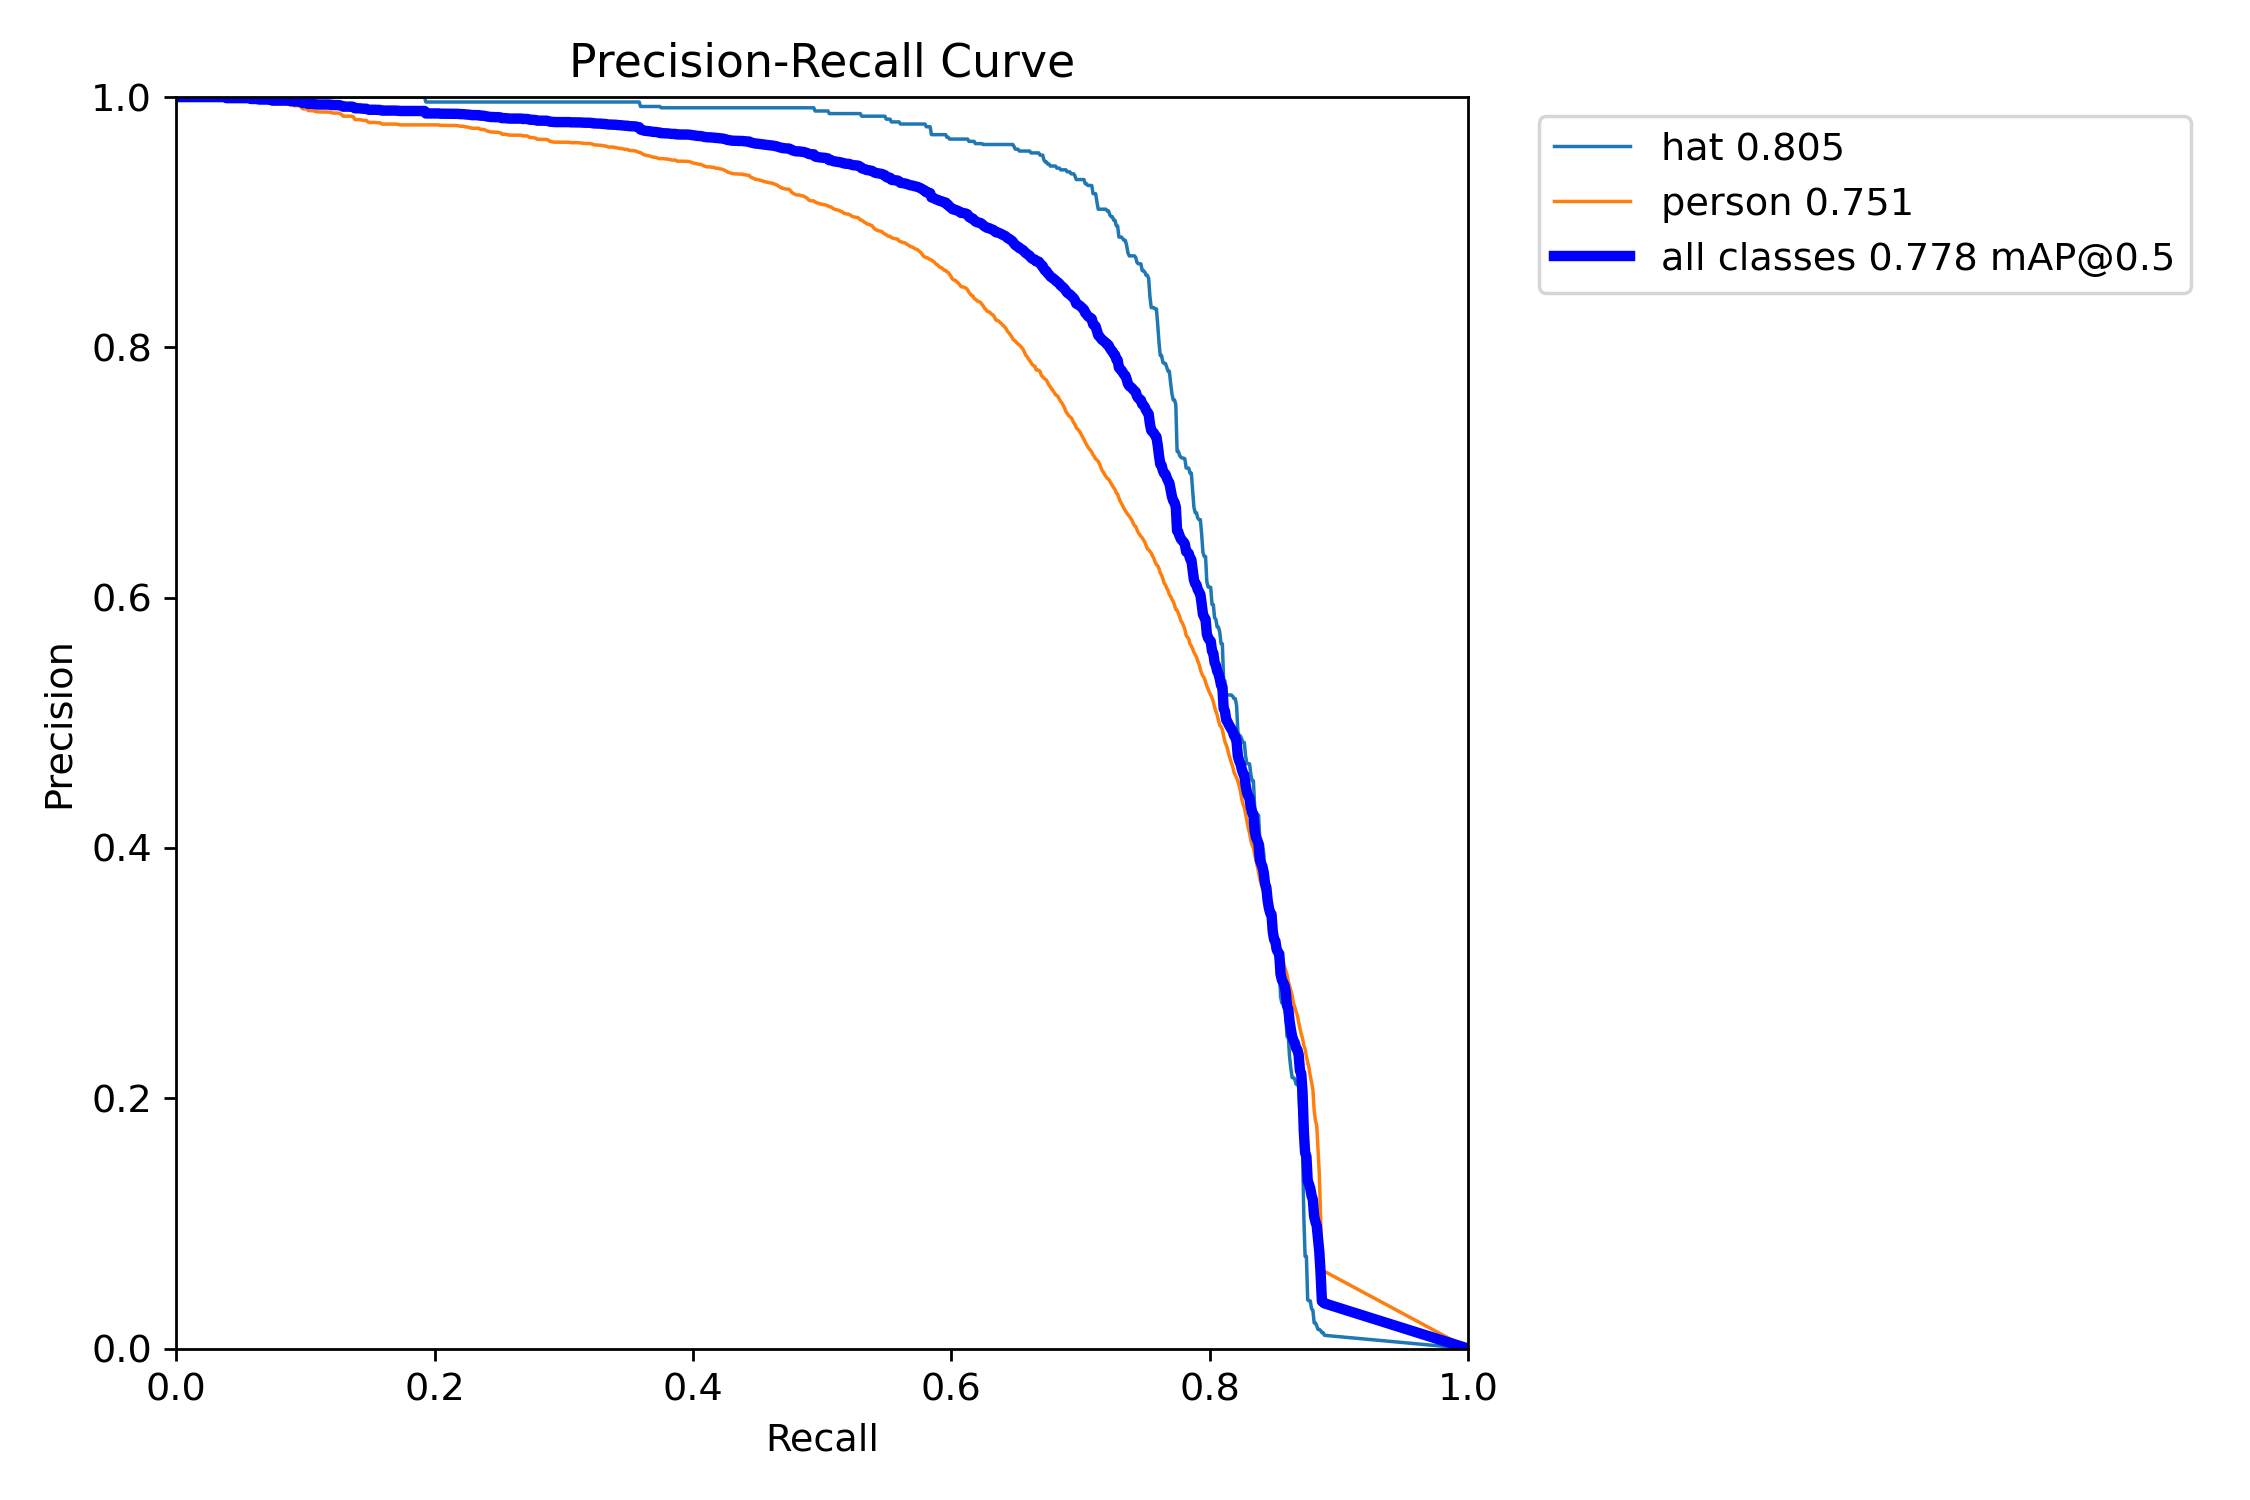 Precision-Recall Curve
1.0
0.8
0.6
0.4
0.2
0.0
Precision
0.0 0.2 0.4 0.6 0.8 1.0
Recall
hat 0.805
person 0.751
all classes 0.778 mAP@0.5